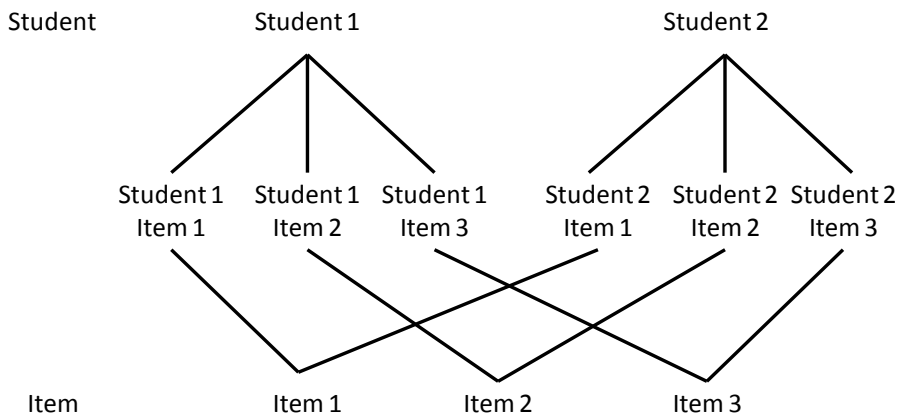 Student Student 1 Student 2
Student 1 Student 1 Student 1 Student 2 Student 2 Student 2
Item 1 Item 2 Item 3 Item 1 Item 2 Item 3
Item Item 1 Item 2 Item 3